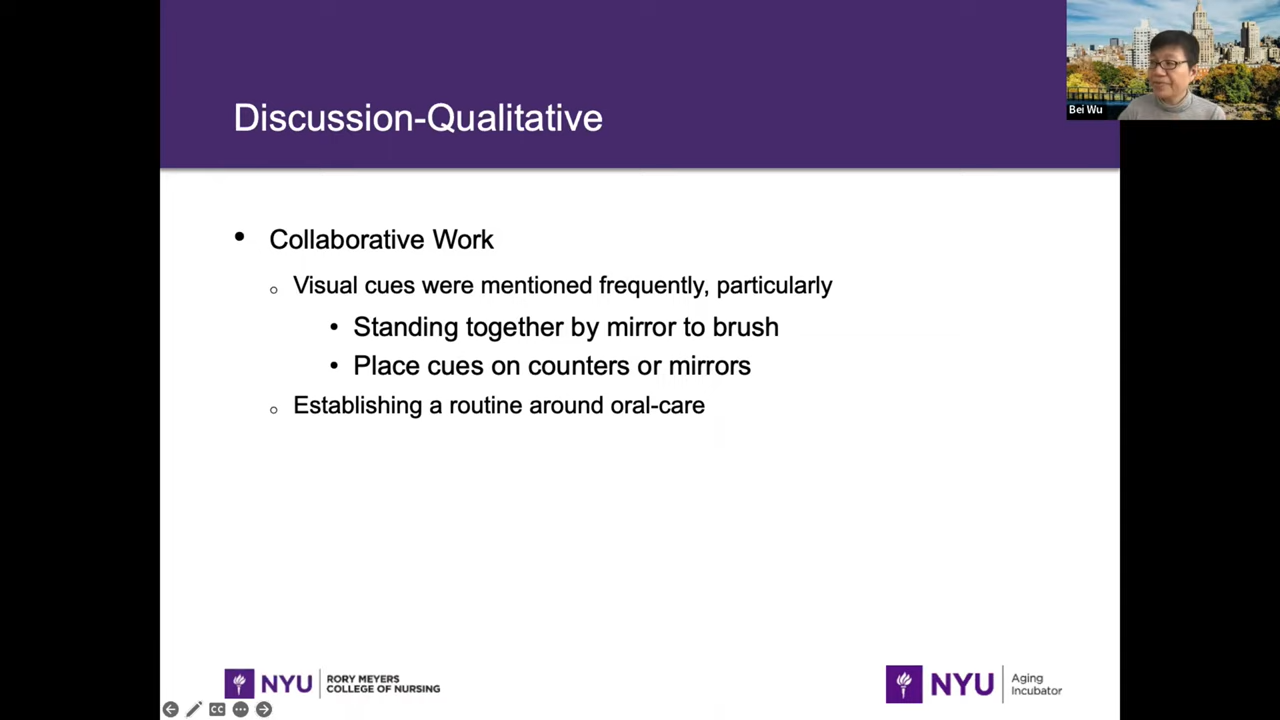 Bei Wu
Discussion-Qualitative
• Collaborative Work
o Visual cues were mentioned frequently, particularly
• Standing together by mirror to brush
• Place cues on counters or mirrors
o Establishing a routine around oral-care
NYU
RORY MEYERS
COLLEGE OF NURSING
NYU
Aging
Incubator
CC